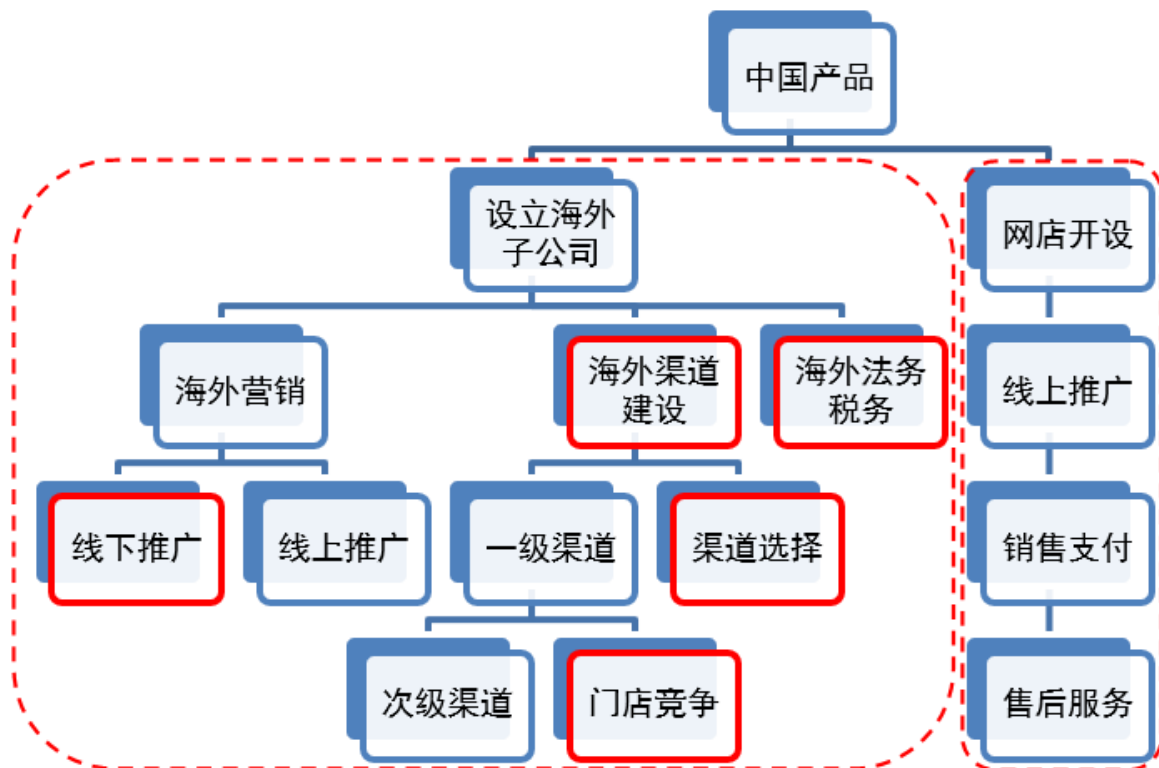 中国产品
设立海外
子公司
网店开设
海外营销
海外渠道
建设
海外法务
税务
线上推广
线下推广
线上推广
一级渠道
渠道选择
销售支付
次级渠道
门店竞争
售后服务